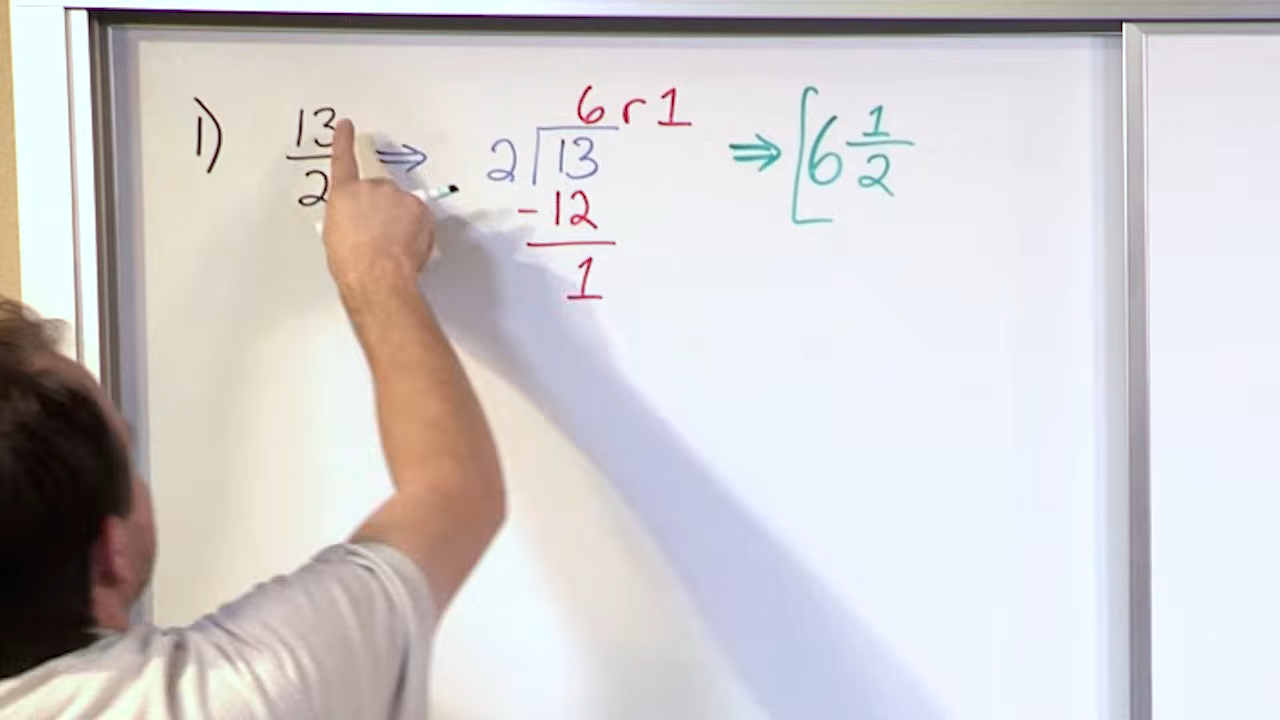 1) 13/2 ⇒ 2)13 6 r 1 ⇒ [6 1/2
-12
1